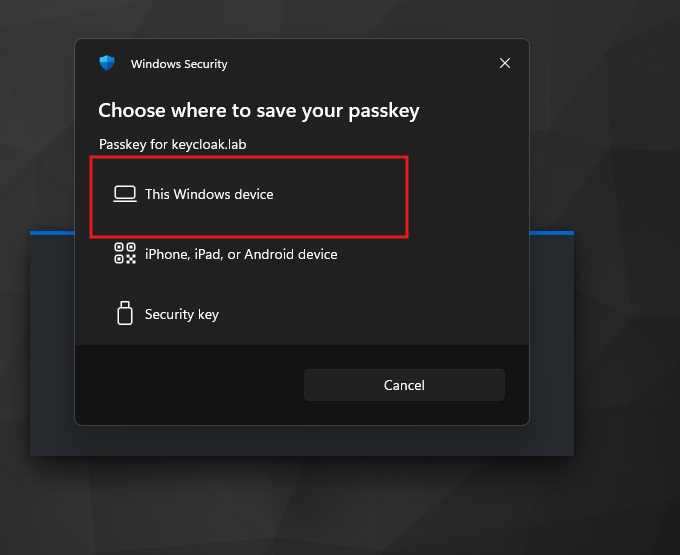 Windows Security
Choose where to save your passkey
Passkey for keycloak.lab
This Windows device
iPhone, iPad, or Android device
Security key
Cancel